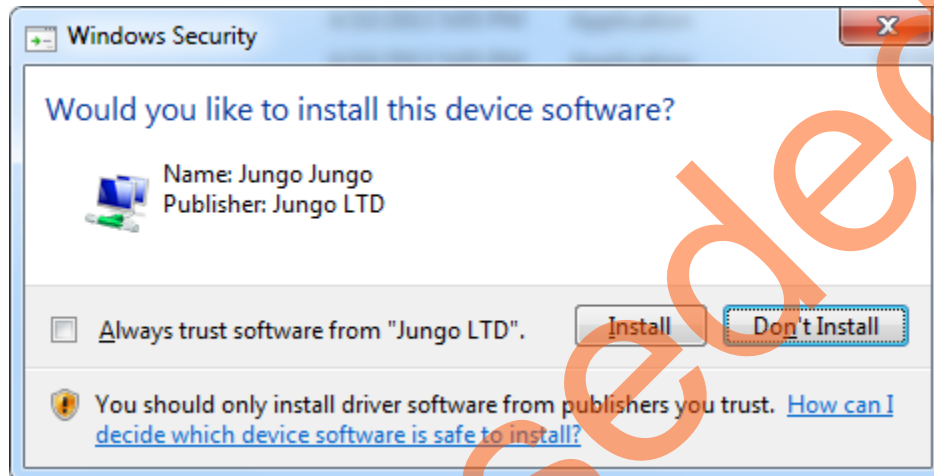 Windows Security
Would you like to install this device software?
Name: Jungo Jungo
Publisher: Jungo LTD
Always trust software from "Jungo LTD".
Install
Don't Install
You should only install driver software from publishers you trust. How can I
decide which device software is safe to install?